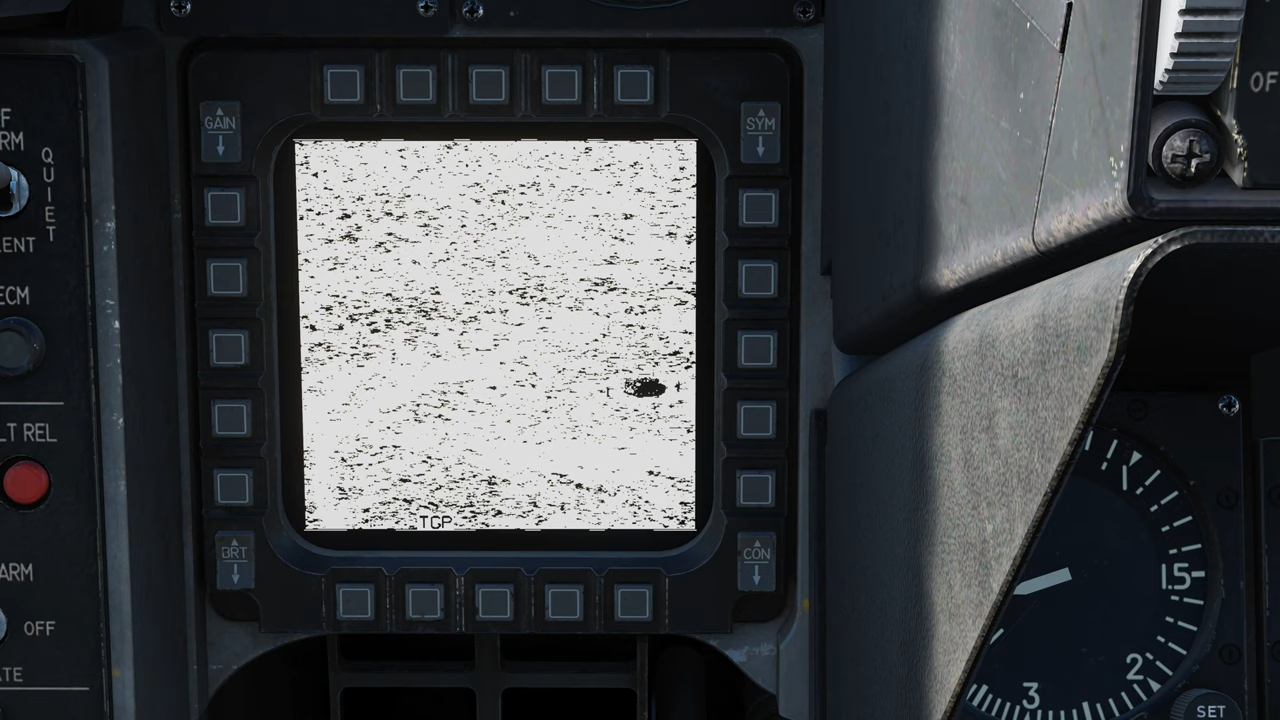 GAIN
SYM
OF
F
RM
QUIET
LENT
ECM
LT REL
TGP
BRT
CON
ARM
OFF
TE
1.5
2
3
SET